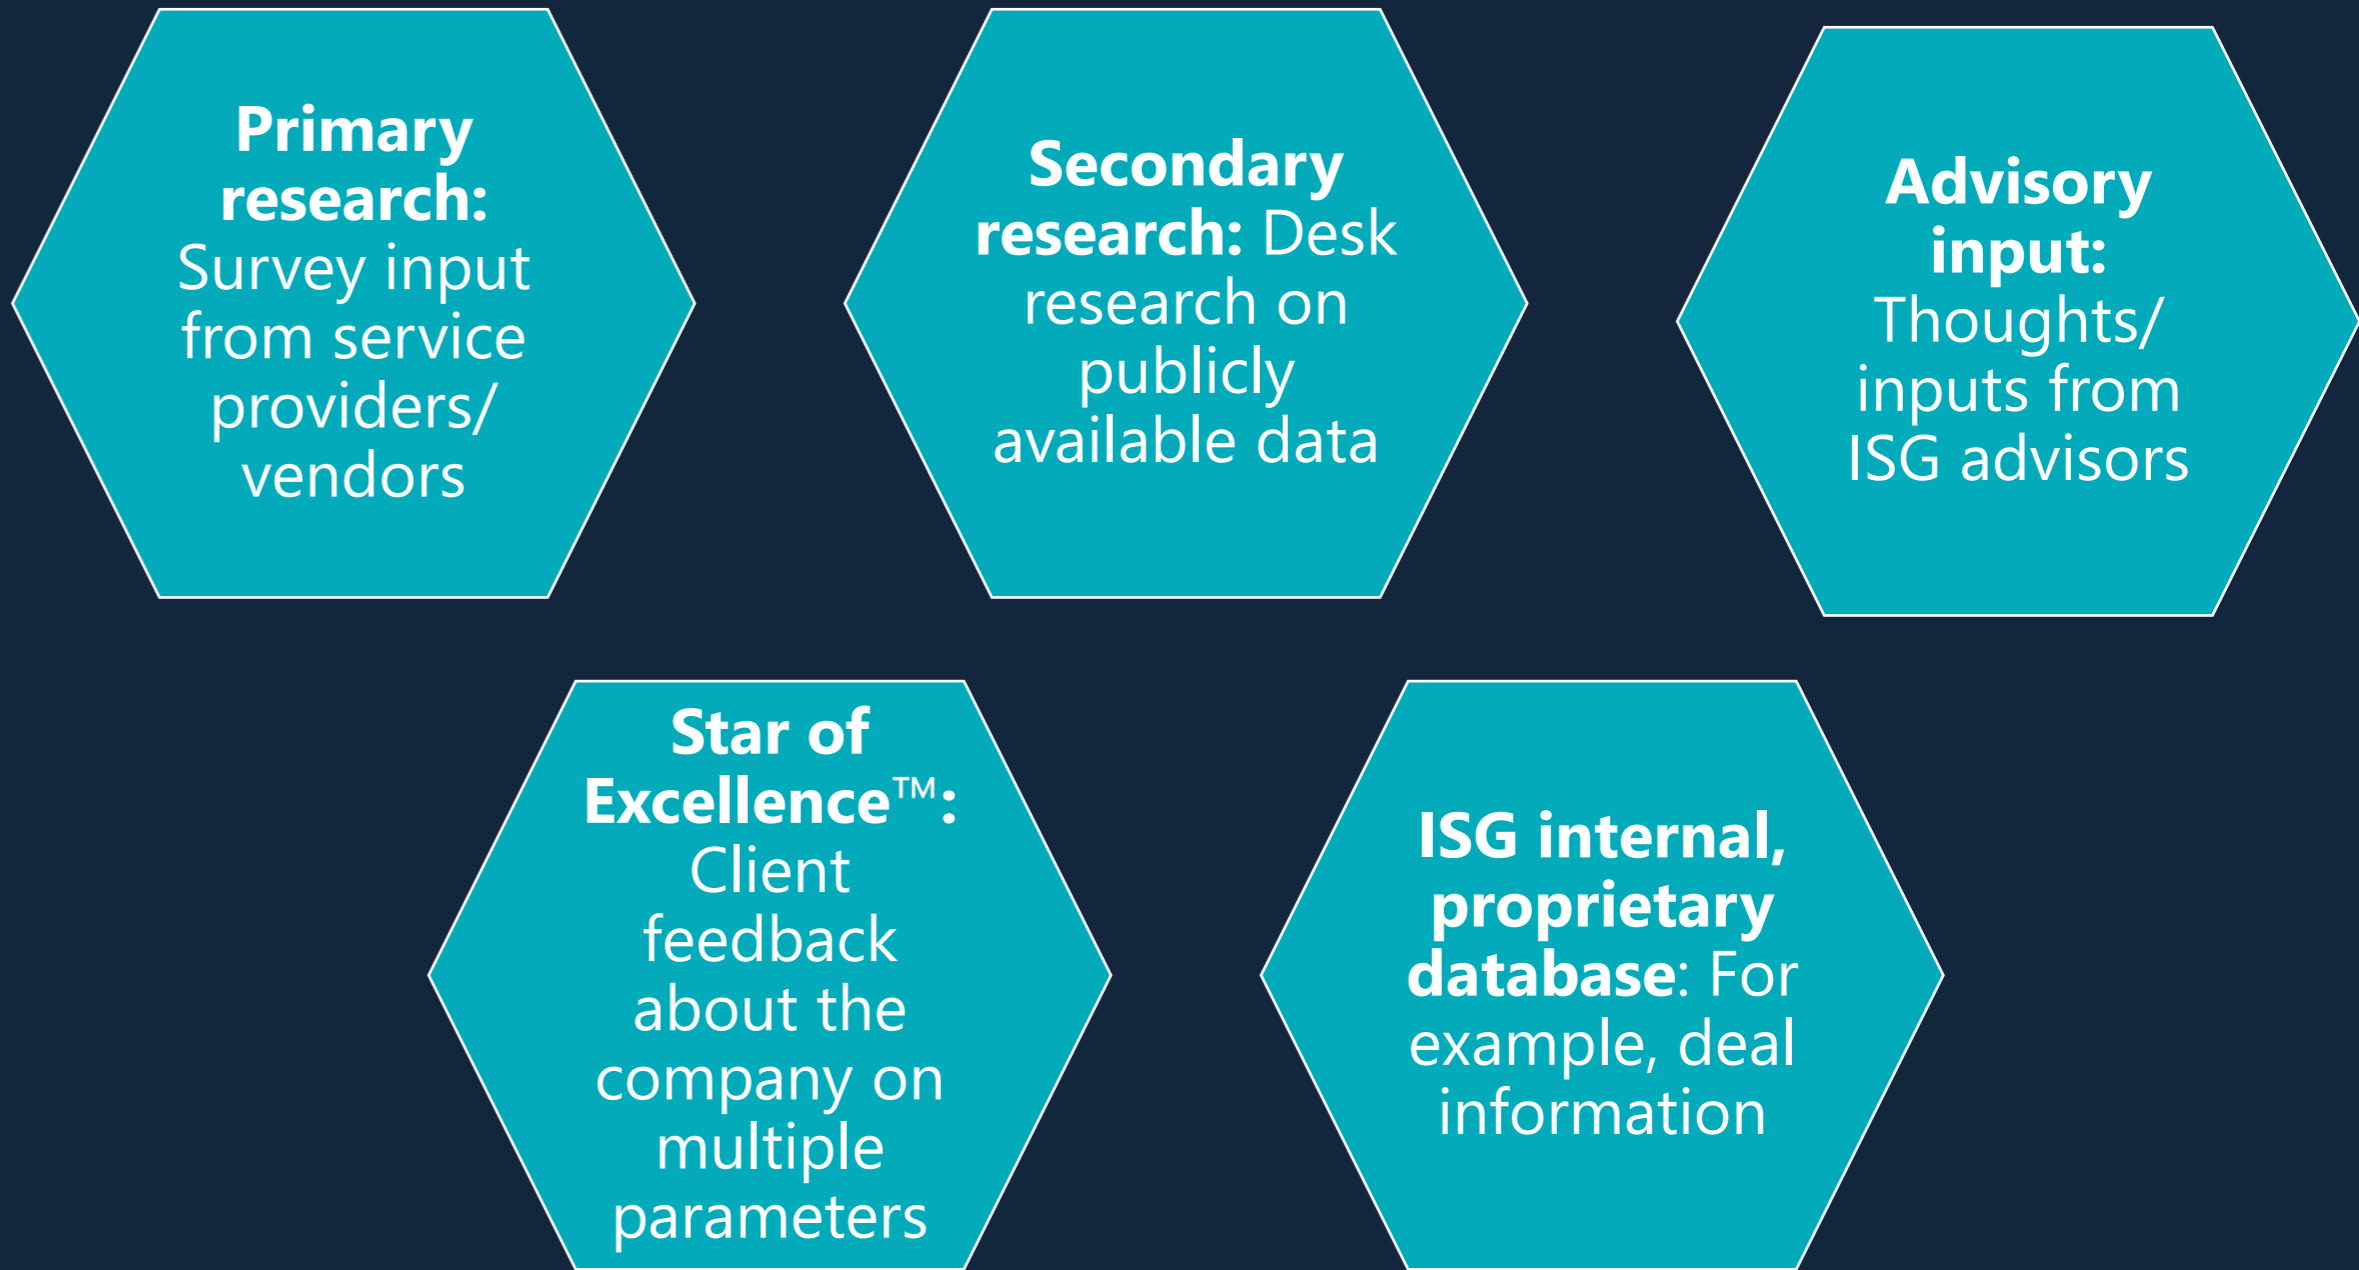 Primary
research:
Survey input
from service
providers/
vendors
Secondary
research: Desk
research on
publicly
available data
Advisory
input:
Thoughts/
inputs from
ISG advisors
Star of
Excellence™:
Client
feedback
about the
company on
multiple
parameters
ISG internal,
proprietary
database: For
example, deal
information